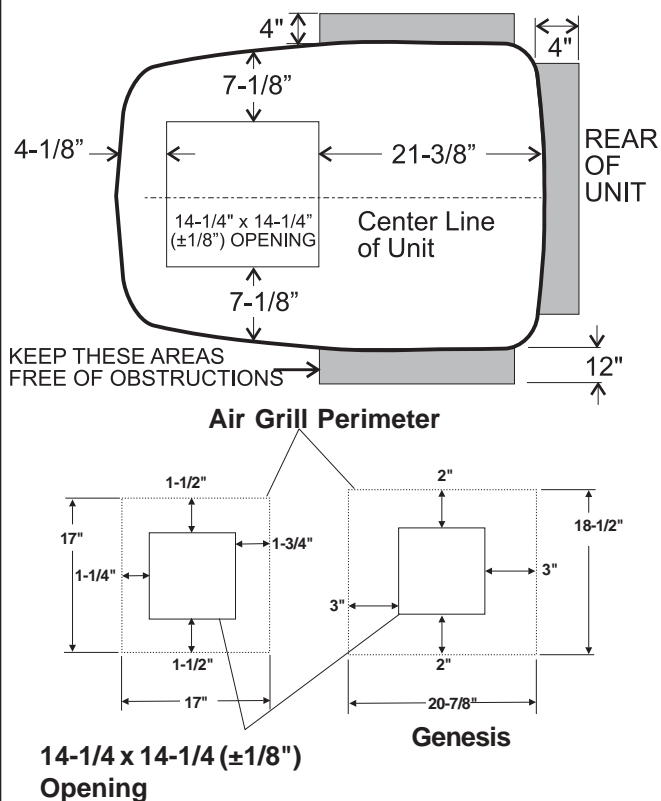 4"
4"
7-1/8”
4-1/8”
21-3/8”
REAR
OF
UNIT
14-1/4" x 14-1/4”
(±1/8”) OPENING
Center Line
of Unit
7-1/8”
KEEP THESE AREAS
FREE OF OBSTRUCTIONS
12"
Air Grill Perimeter
1-1/2"
2"
17"
1-3/4"
18-1/2"
1-1/4"
3"
3"
1-1/2"
2"
17"
20-7/8"
Genesis
14-1/4 x 14-1/4 (±1/8")
Opening